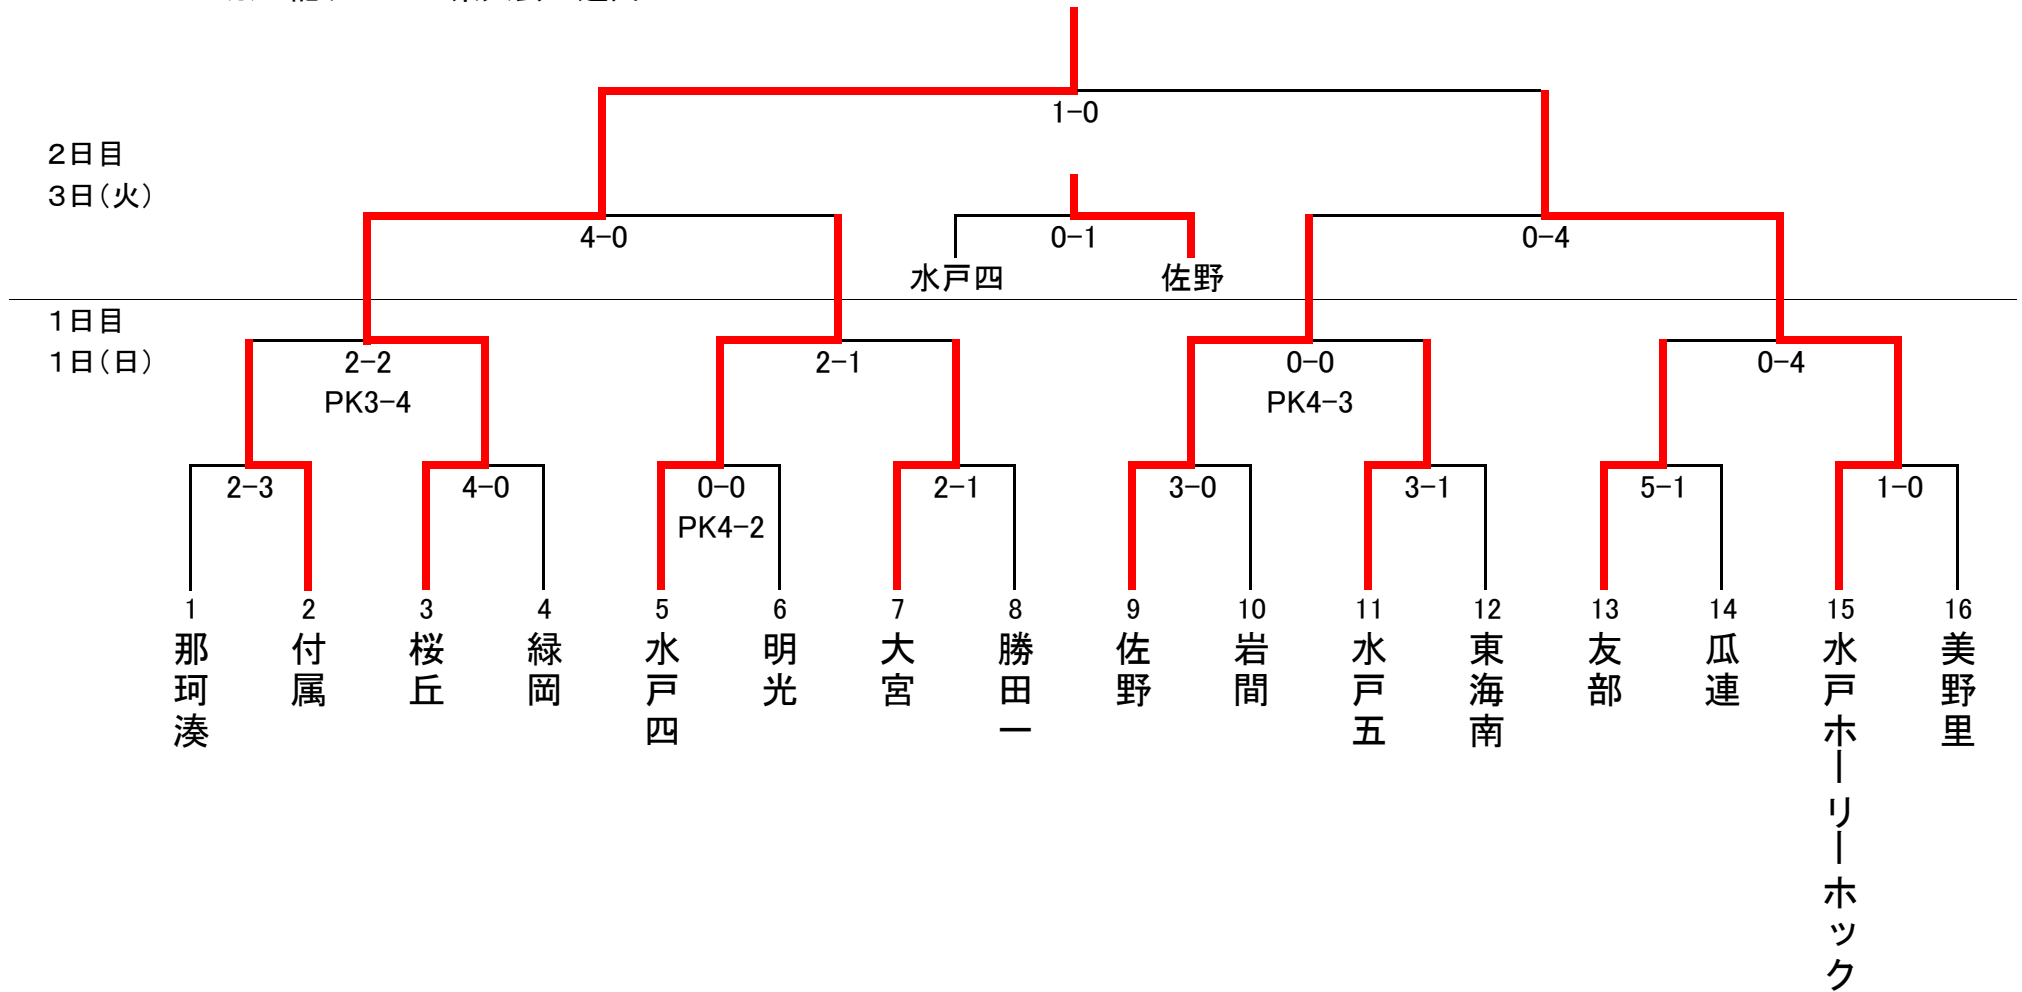 1-0
2日目
3日(火)
4-0
0-1
0-4
水戸四
佐野
1日目
1日(日)
2-2
PK3-4
2-1
0-0
PK4-3
0-4
2-3
4-0
0-0
PK4-2
2-1
3-0
3-1
5-1
1-0
1
那珂湊
2
付属
3
桜丘
4
緑岡
5
水戸四
6
明光
7
大宮
8
勝田一
9
佐野
10
岩間
11
水戸五
12
東海南
13
友部
14
瓜連
15
水戸ホーリーホック
16
美野里